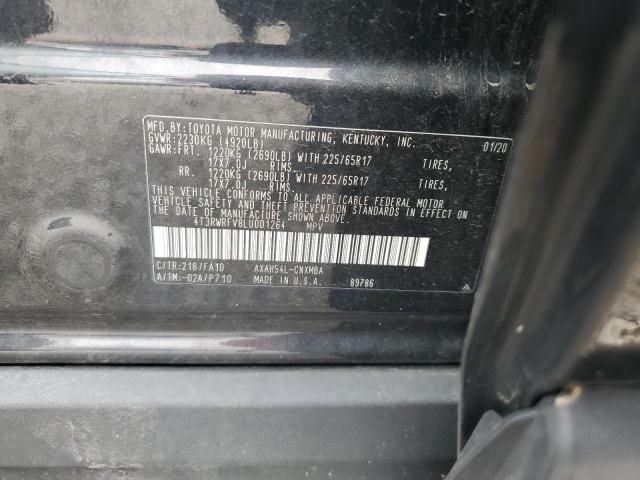 MFD. BY: TOYOTA MOTOR MANUFACTURING, KENTUCKY, INC. 01/20
GVWR: 2230KG (4920LB)
GAWR: FRT. 1220KG (2690LB) WITH 225/65R17 TIRES,
17X7.0J RIMS
RR. 1220KG (2690LB) WITH 225/65R17 TIRES,
17X7.0J RIMS.
THIS VEHICLE CONFORMS TO ALL APPLICABLE FEDERAL MOTOR
VEHICLE SAFETY, BUMPER, AND THEFT PREVENTION STANDARDS IN EFFECT
ON THE DATE OF MANUFACTURE SHOWN ABOVE.
4T3RWRFV8LU001264 MPV
C/TR: 218/FA10 AXAH54L-CNXMBA
A/TM: -02A/P710 MADE IN U.S.A. 89786 A